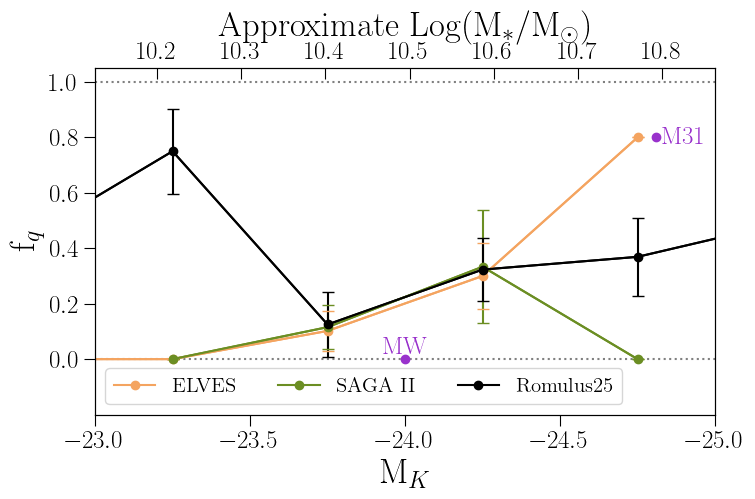 Approximate Log(M*/M⊙)
10.2 10.3 10.4 10.5 10.6 10.7 10.8
1.0
0.8
0.6
0.4
0.2
0.0
f_q
M31
MW
ELVES SAGA II Romulus25
−23.0 −23.5 −24.0 −24.5 −25.0
M_K